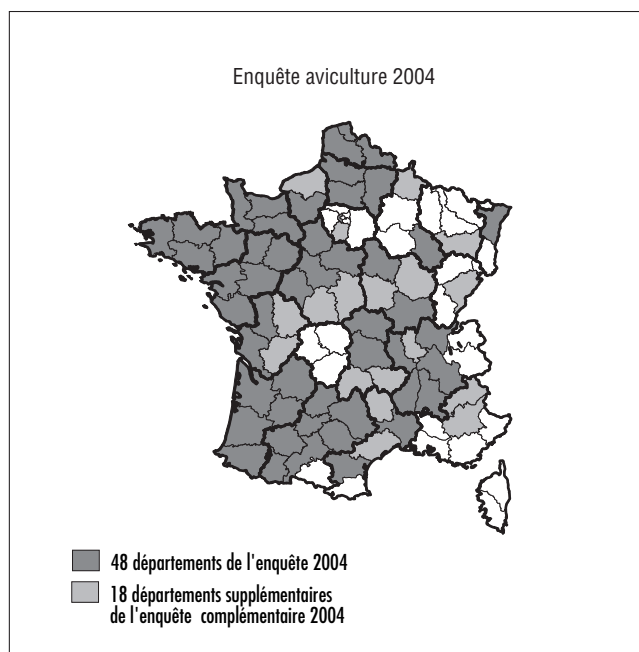 Enquête aviculture 2004
48 départements de l'enquête 2004
18 départements supplémentaires
de l'enquête complémentaire 2004